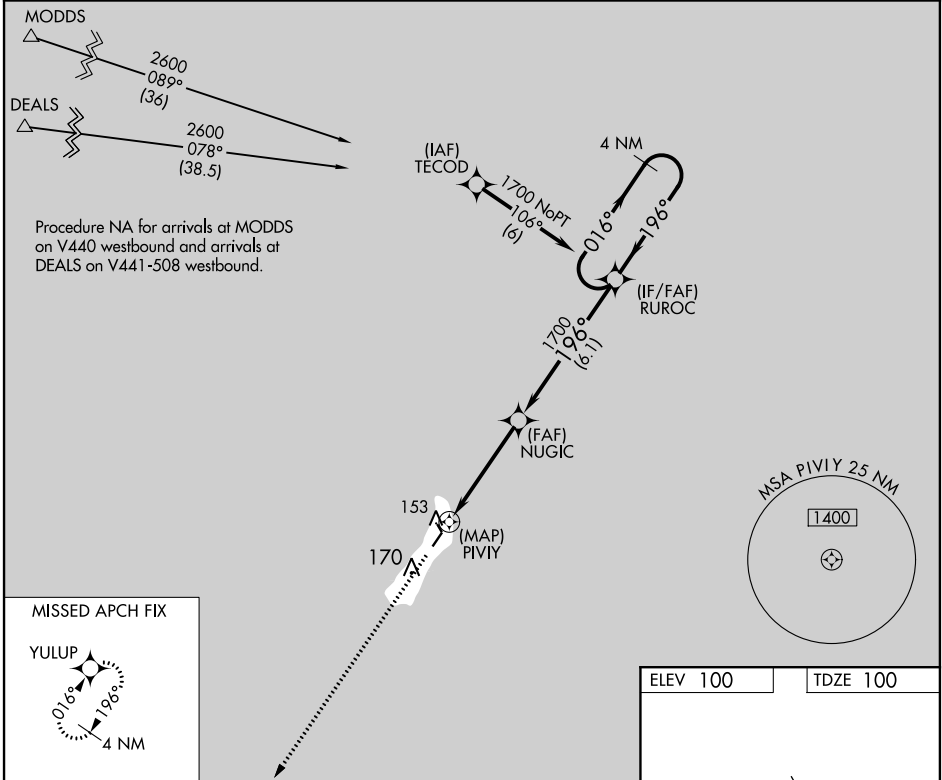 MODDS
2600
089°
(36)
DEALS
2600
078°
(38.5)
(IAF)
TECOD
1700 NoPT
106°
(6)
4 NM
016°
196°
(IF/FAF)
RUROC
Procedure NA for arrivals at MODDS
on V440 westbound and arrivals at
DEALS on V441-508 westbound.
1700
196°
(6.1)
(FAF)
NUGIC
153
(MAP)
PIVIY
170
MSA PIVIY 25 NM
1400
MISSED APCH FIX
YULUP
016°
196°
4 NM
ELEV 100
TDZE 100